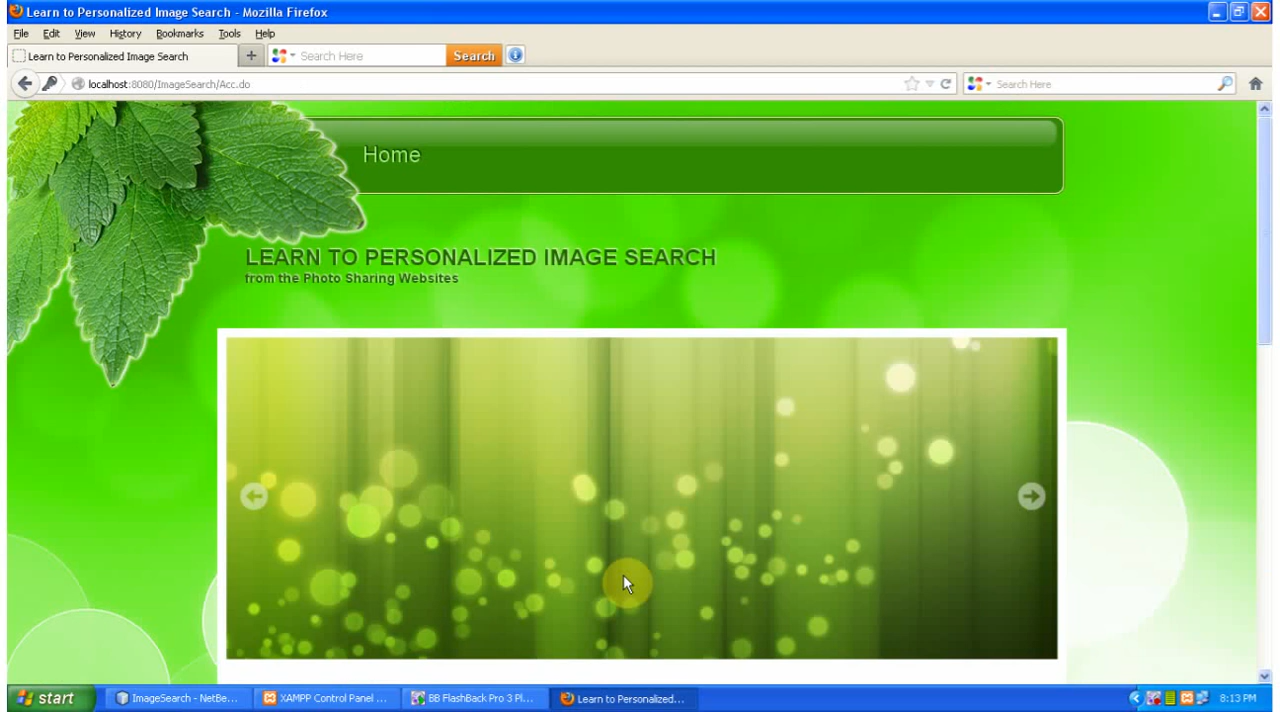 Learn to Personalized Image Search - Mozilla Firefox
File Edit View History Bookmarks Tools Help
Learn to Personalized Image Search + Search Here Search
localhost:8080/ImageSearch/Acc.do Search Here
Home
LEARN TO PERSONALIZED IMAGE SEARCH
from the Photo Sharing Websites
start ImageSearch - NetBe... XAMPP Control Panel ... BB FlashBack Pro 3 Pl... Learn to Personalized... 8:13 PM